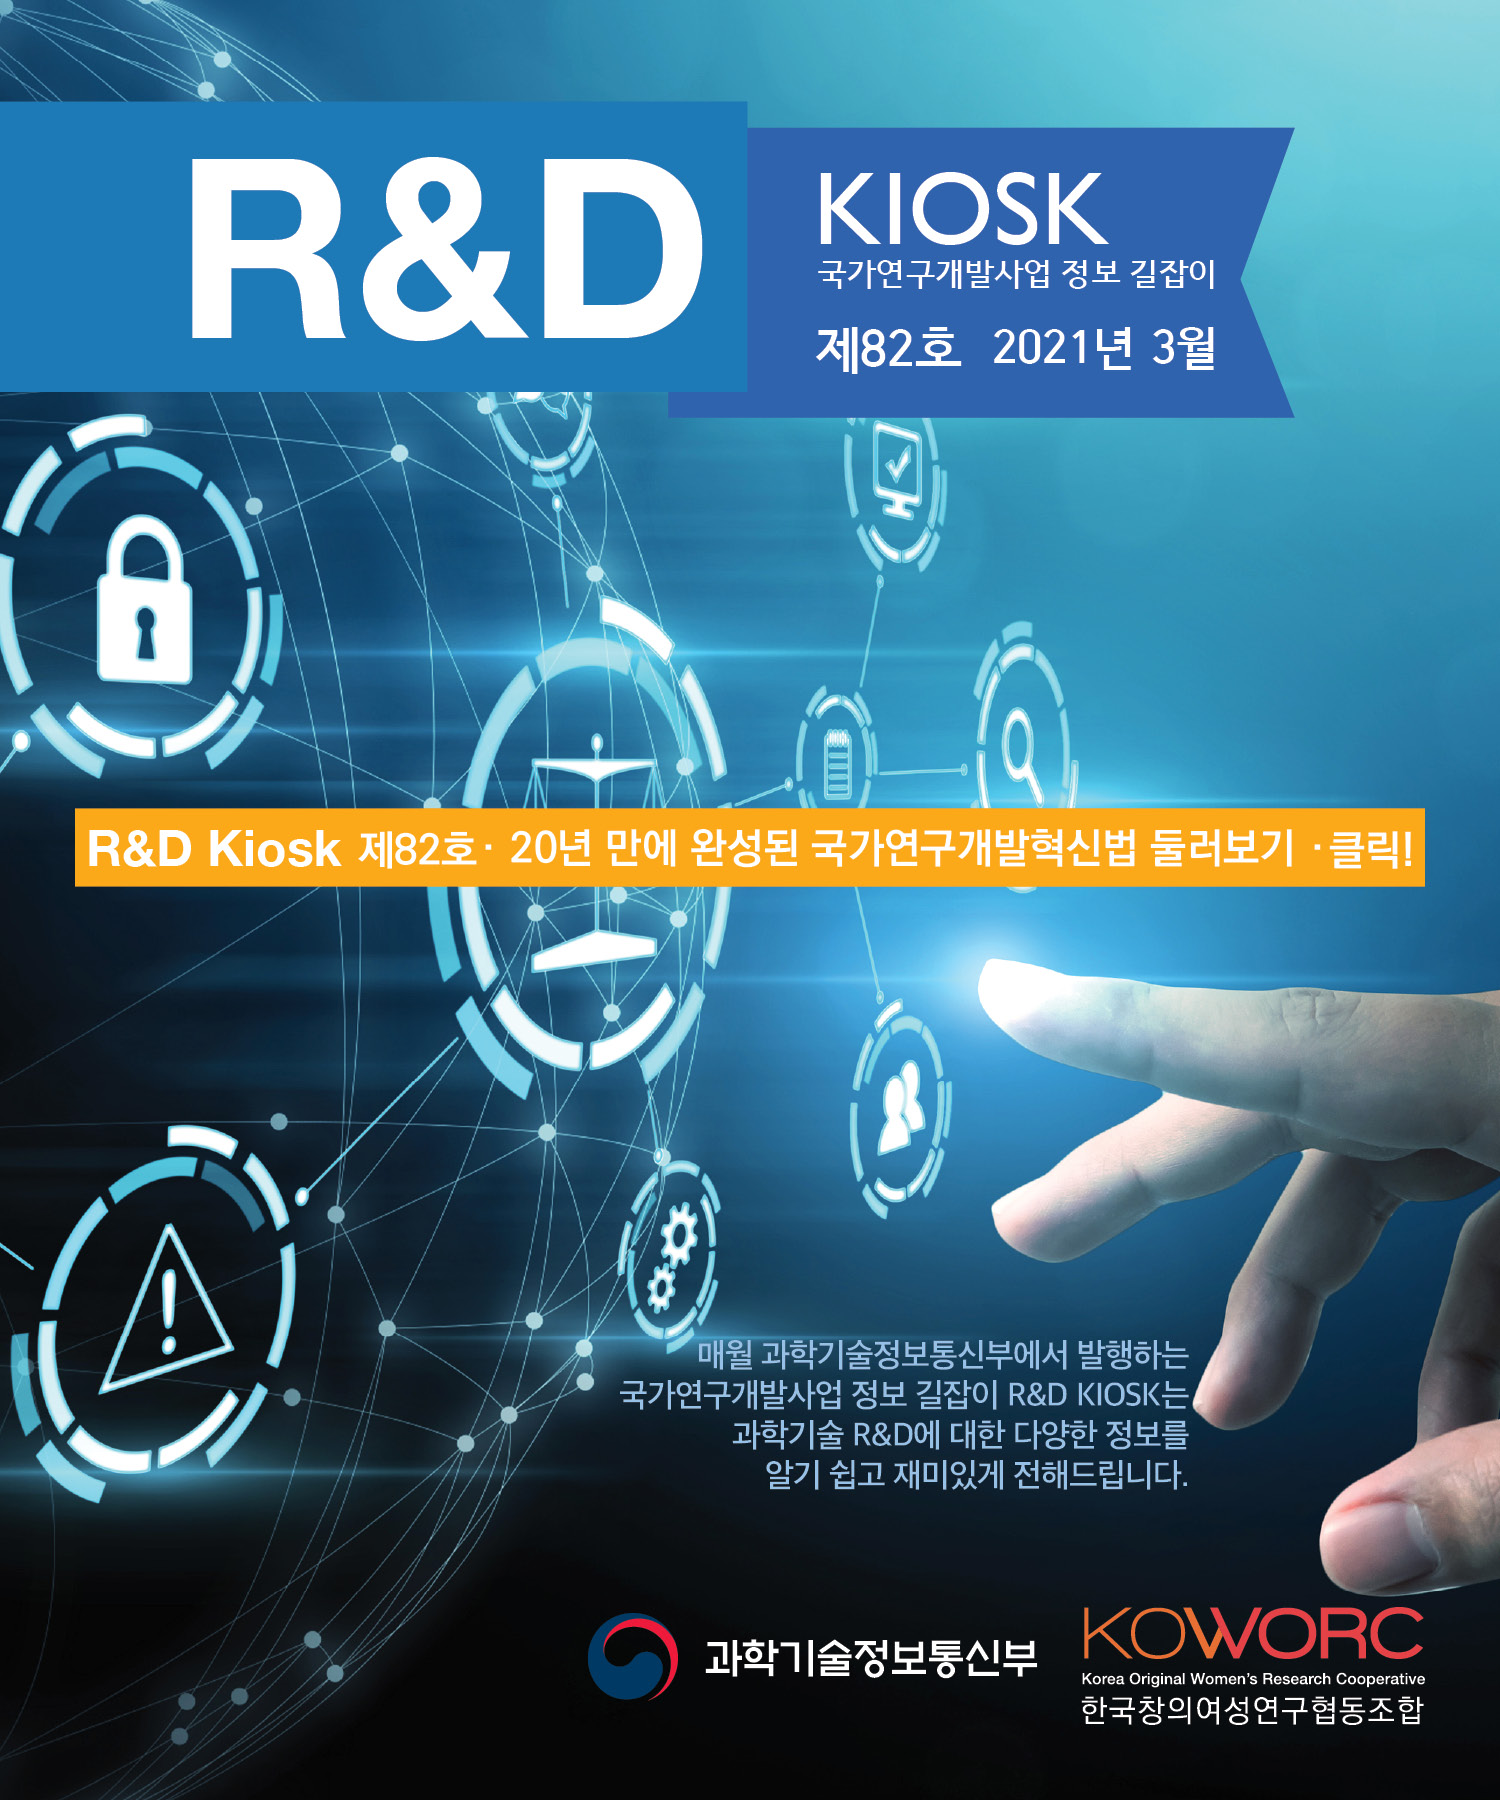 R&D
KIOSK
국가연구개발사업 정보 길잡이
제82호 2021년 3월
R&D Kiosk 제82호· 20년 만에 완성된 국가연구개발혁신법 둘러보기 ·클릭!
매월 과학기술정보통신부에서 발행하는
국가연구개발사업 정보 길잡이 R&D KIOSK는
과학기술 R&D에 대한 다양한 정보를
알기 쉽고 재미있게 전해드립니다.
과학기술정보통신부
KOWORC
Korea Original Women's Research Cooperative
한국창의여성연구협동조합